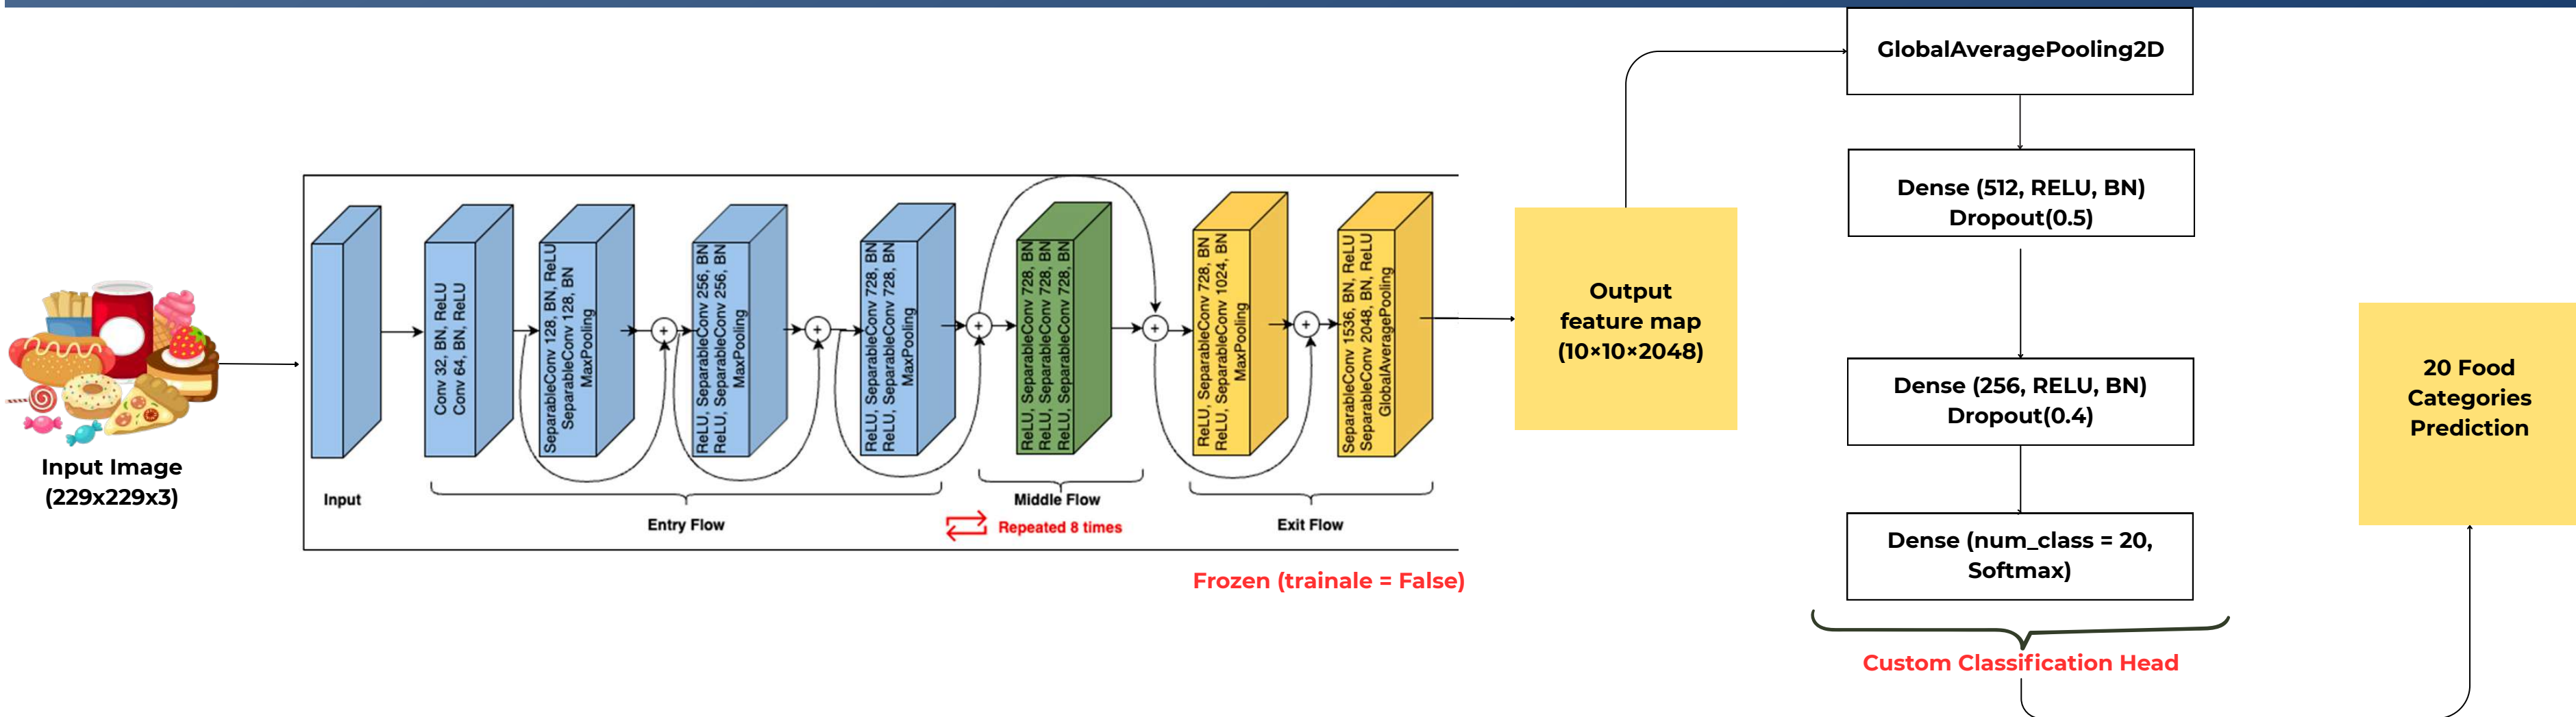 Input Image
(229x229x3)
Input
Conv 32, BN, ReLU
Conv 64, BN, ReLU
SeparableConv 128, BN, ReLU
SeparableConv 128, BN
MaxPooling
+
ReLU, SeparableConv 256, BN
ReLU, SeparableConv 256, BN
MaxPooling
+
ReLU, SeparableConv 728, BN
ReLU, SeparableConv 728, BN
MaxPooling
+
Entry Flow
ReLU, SeparableConv 728, BN
ReLU, SeparableConv 728, BN
ReLU, SeparableConv 728, BN
+
Middle Flow
Repeated 8 times
ReLU, SeparableConv 728, BN
ReLU, SeparableConv 1024, BN
MaxPooling
+
SeparableConv 1536, BN, ReLU
SeparableConv 2048, BN, ReLU
GlobalAveragePooling
Exit Flow
Frozen (trainale = False)
Output
feature map
(10×10×2048)
GlobalAveragePooling2D
Dense (512, RELU, BN)
Dropout(0.5)
Dense (256, RELU, BN)
Dropout(0.4)
Dense (num_class = 20,
Softmax)
Custom Classification Head
20 Food
Categories
Prediction